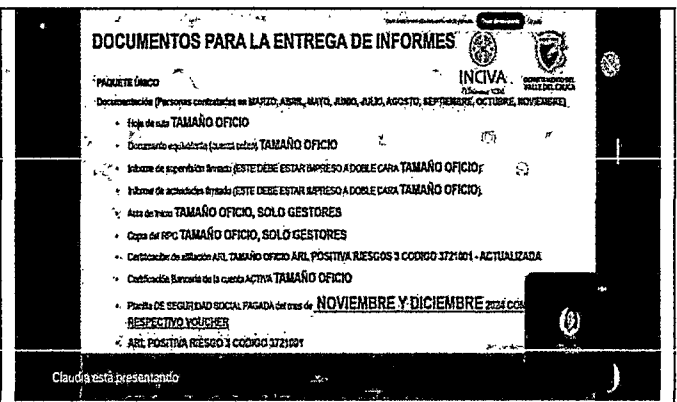 DOCUMENTOS PARA LA ENTREGA DE INFORMES
INCIVA
DEPARTAMENTO DEL
VALLE DEL CAUCA
PAQUETE ÚNICO
Documentación (Personas contratadas en MARZO, ABRIL, MAYO, JUNIO, JULIO, AGOSTO, SEPTIEMBRE, OCTUBRE, NOVIEMBRE)
Hoja de ruta TAMAÑO OFICIO
Documento equivalente (cuenta cobro) TAMAÑO OFICIO
Informe de supervisión firmado (ESTE DEBE ESTAR IMPRESO A DOBLE CARA TAMAÑO OFICIO).
Informe de actividades firmado (ESTE DEBE ESTAR IMPRESO A DOBLE CARA TAMAÑO OFICIO).
Acta de Inicio TAMAÑO OFICIO, SOLO GESTORES
Copia del RPC TAMAÑO OFICIO, SOLO GESTORES
Certificación de afiliación ARL TAMAÑO OFICIO ARL POSITIVA RIESGOS 3 CODIGO 3721001 - ACTUALIZADA
Certificación Bancaria de la cuenta ACTIVA TAMAÑO OFICIO
Planilla DE SEGURIDAD SOCIAL PAGADA del mes de NOVIEMBRE Y DICIEMBRE 2024 CON
RESPECTIVO VOUCHER
ARL POSITIVA RIESGO 3 CODIGO 3721001
Claudia está presentando